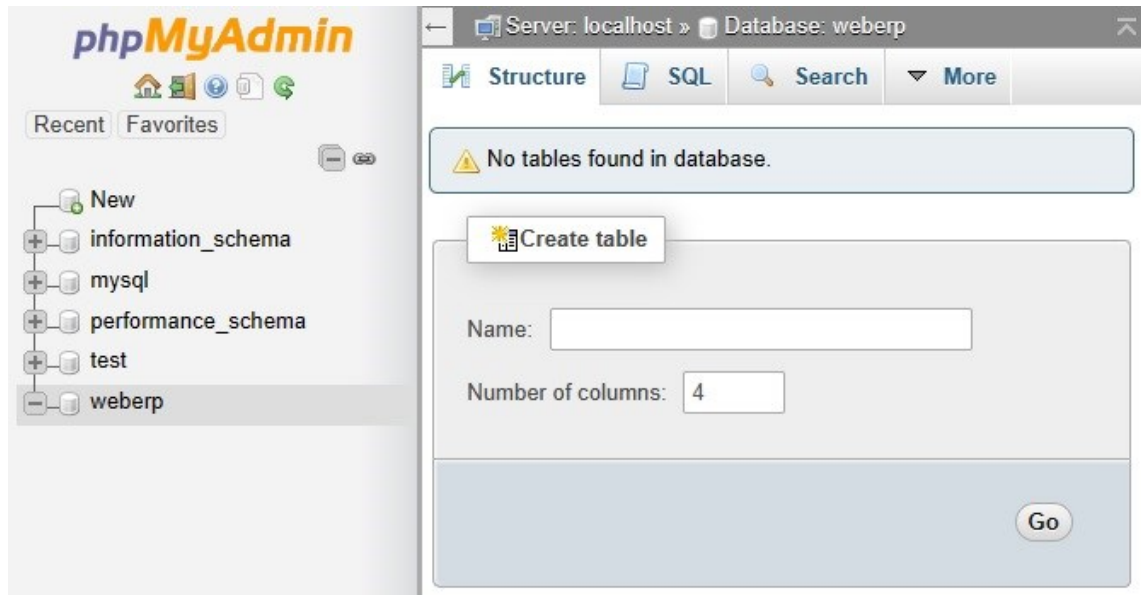 phpMyAdmin
Recent Favorites
New
information_schema
mysql
performance_schema
test
weberp
Server: localhost » Database: weberp
Structure SQL Search More
No tables found in database.
Create table
Name:
Number of columns: 4
Go